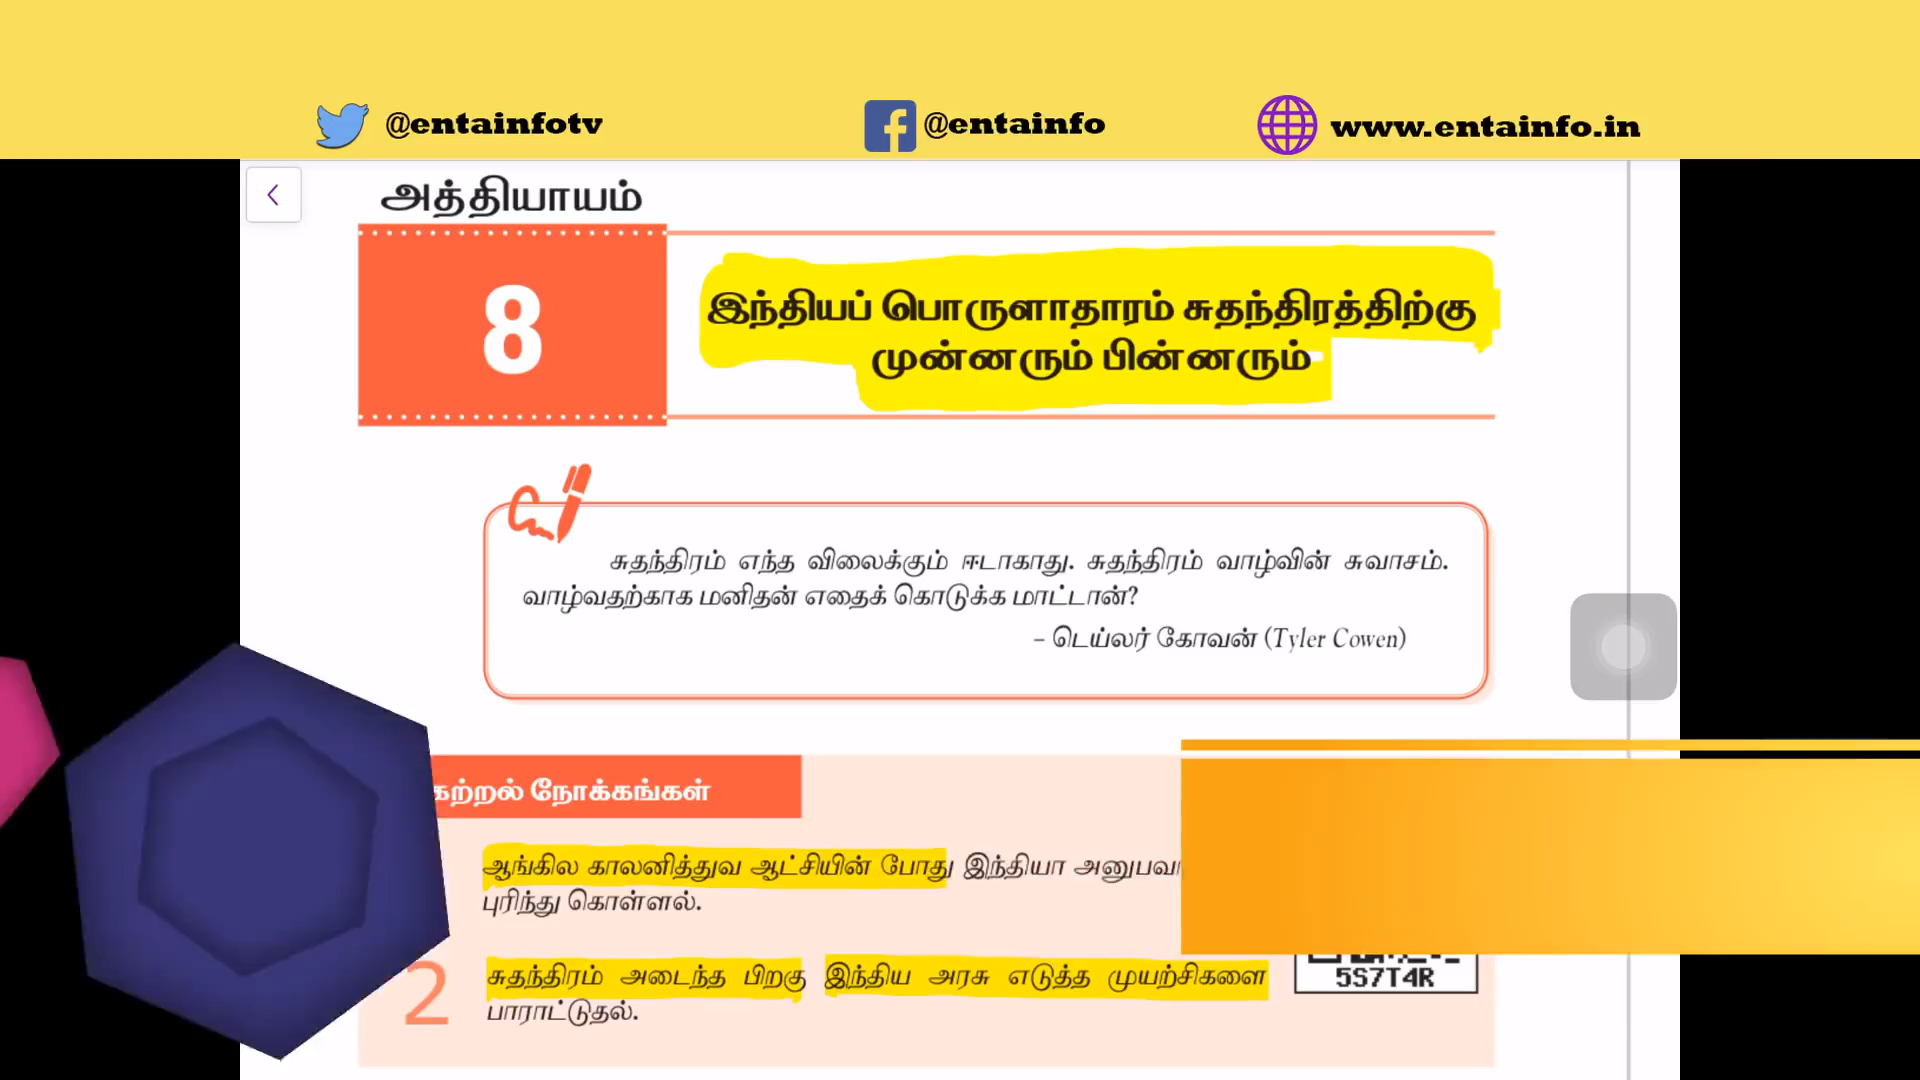 @entainfotv
@entainfo
www.entainfo.in
அத்தியாயம்
8
இந்தியப் பொருளாதாரம் சுதந்திரத்திற்கு
முன்னரும் பின்னரும்
சுதந்திரம் எந்த விலைக்கும் ஈடாகாது. சுதந்திரம் வாழ்வின் சுவாசம்.
வாழ்வதற்காக மனிதன் எதைக் கொடுக்க மாட்டான்?
– டெய்லர் கோவன் (Tyler Cowen)
கற்றல் நோக்கங்கள்
ஆங்கில காலனித்துவ ஆட்சியின் போது இந்தியா
புரிந்து கொள்ளல்.
2
சுதந்திரம் அடைந்த பிறகு இந்திய அரசு எடுத்த முயற்சிகளை
பாராட்டுதல்.
5S7T4R